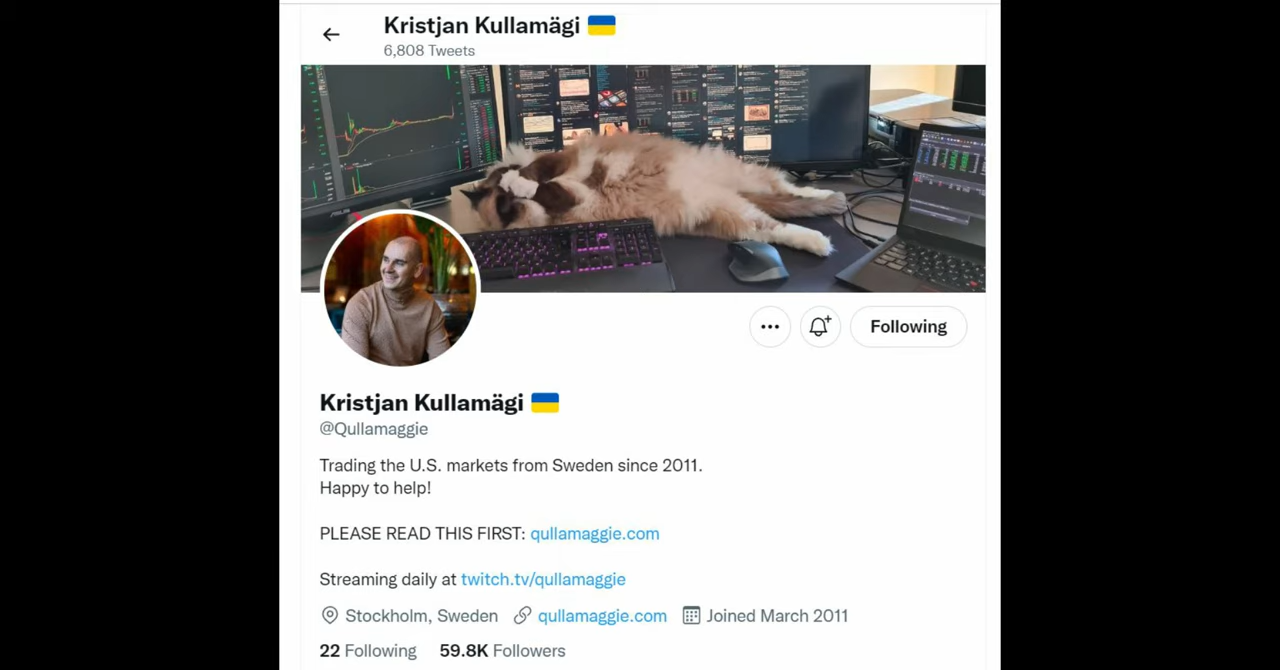 Kristjan Kullamägi 🇺🇦
6,808 Tweets
ASUS
Following
Kristjan Kullamägi 🇺🇦
@Qullamaggie
Trading the U.S. markets from Sweden since 2011.
Happy to help!
PLEASE READ THIS FIRST: qullamaggie.com
Streaming daily at twitch.tv/qullamaggie
Stockholm, Sweden qullamaggie.com Joined March 2011
22 Following 59.8K Followers